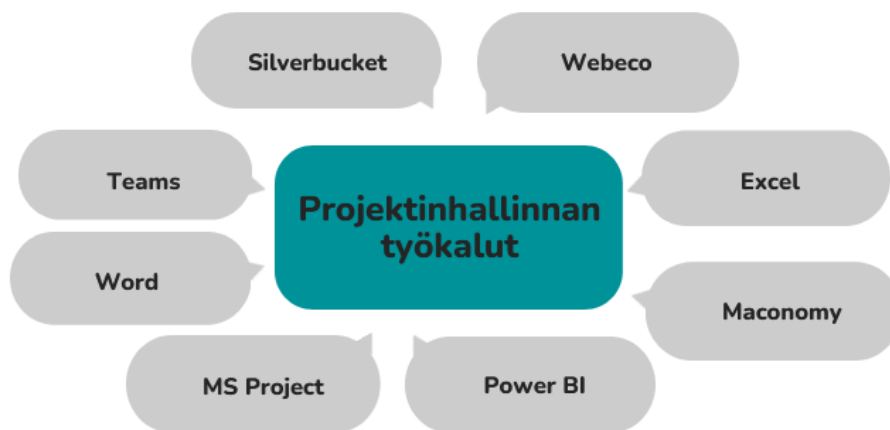 Silverbucket
Webeco
Teams
Projektinhallinnan
työkalut
Excel
Word
Maconomy
MS Project
Power BI